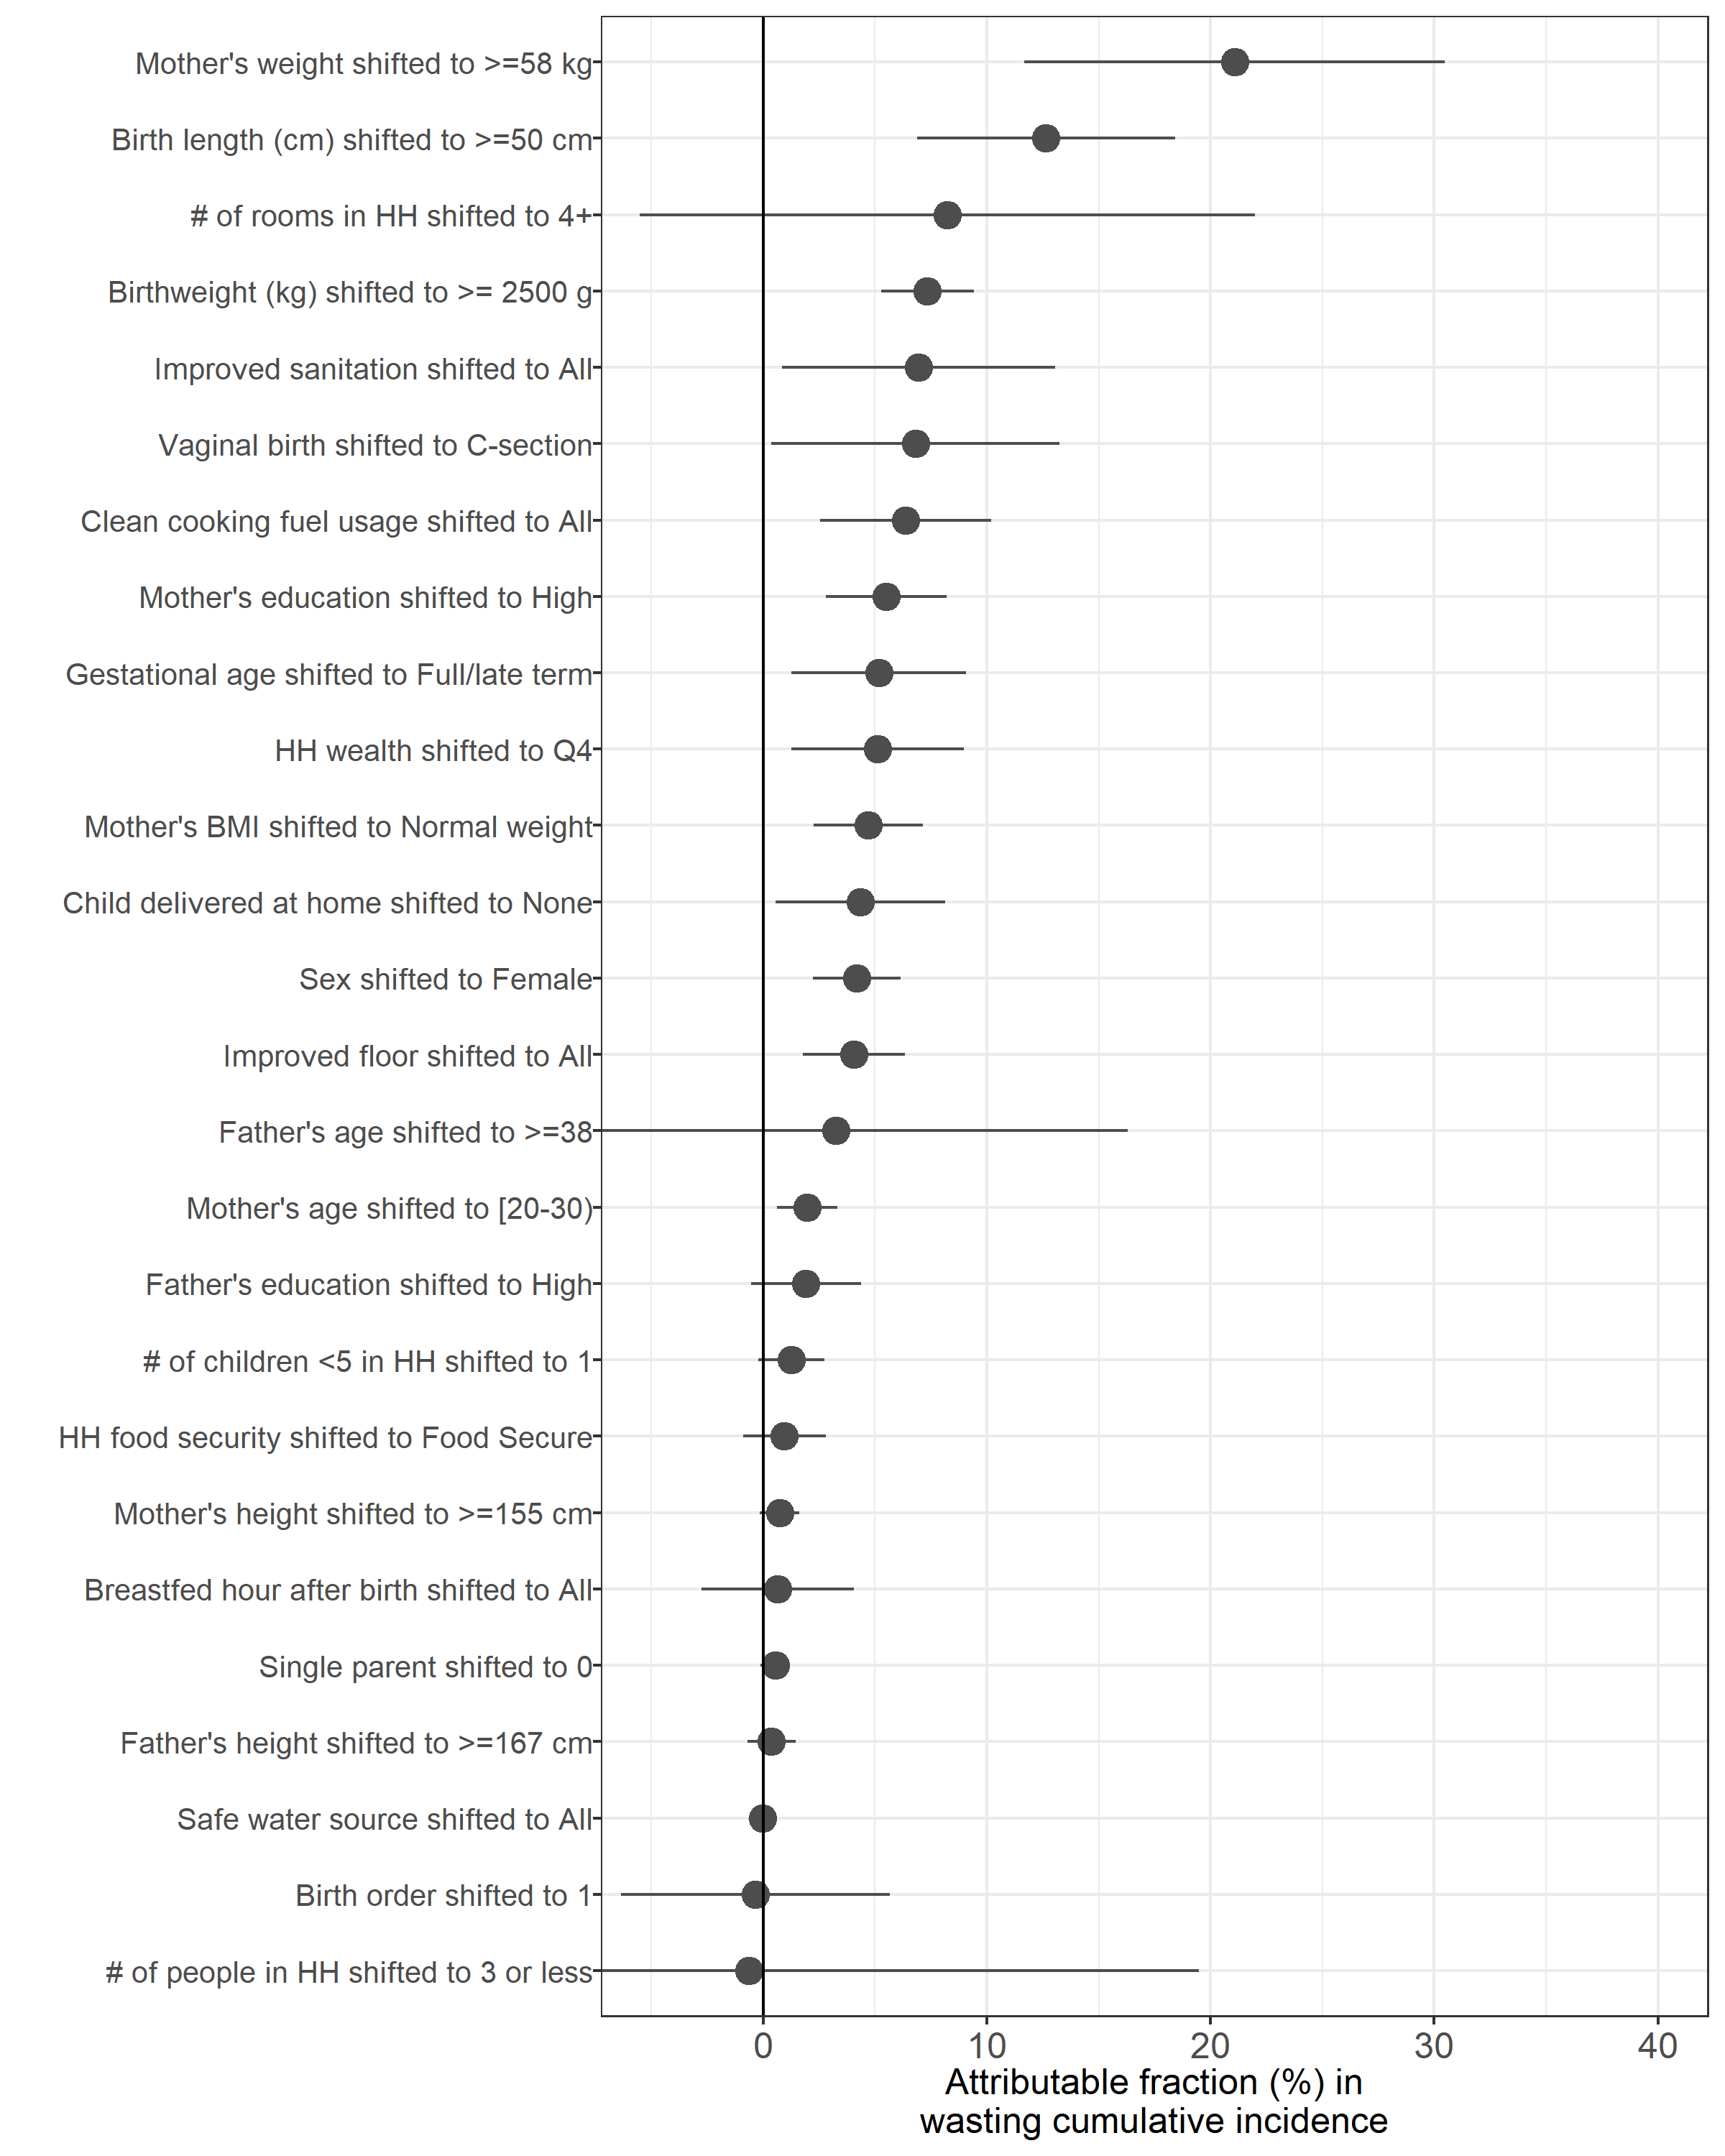 Mother's weight shifted to >=58 kg
Birth length (cm) shifted to >=50 cm
# of rooms in HH shifted to 4+
Birthweight (kg) shifted to >= 2500 g
Improved sanitation shifted to All
Vaginal birth shifted to C-section
Clean cooking fuel usage shifted to All
Mother's education shifted to High
Gestational age shifted to Full/late term
HH wealth shifted to Q4
Mother's BMI shifted to Normal weight
Child delivered at home shifted to None
Sex shifted to Female
Improved floor shifted to All
Father's age shifted to >=38
Mother's age shifted to [20-30)
Father's education shifted to High
# of children <5 in HH shifted to 1
HH food security shifted to Food Secure
Mother's height shifted to >=155 cm
Breastfed hour after birth shifted to All
Single parent shifted to 0
Father's height shifted to >=167 cm
Safe water source shifted to All
Birth order shifted to 1
# of people in HH shifted to 3 or less
0 10 20 30 40
Attributable fraction (%) in
wasting cumulative incidence